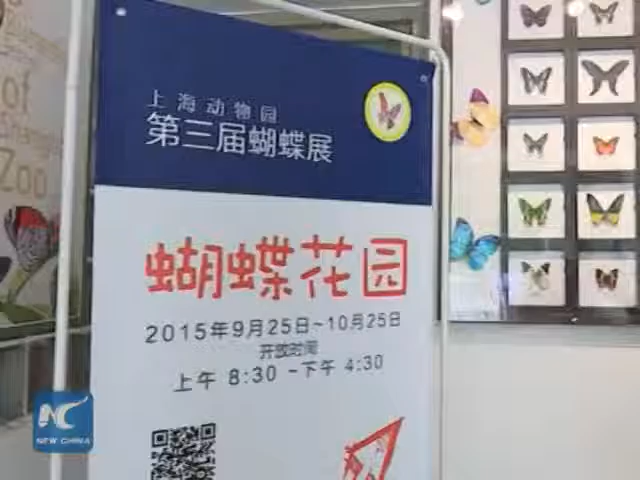 of
Zoo
上海动物园
第三届蝴蝶展
蝴蝶花园
2015年9月25日~10月25日
开放时间
上午 8:30 ~下午 4:30
NEW CHINA